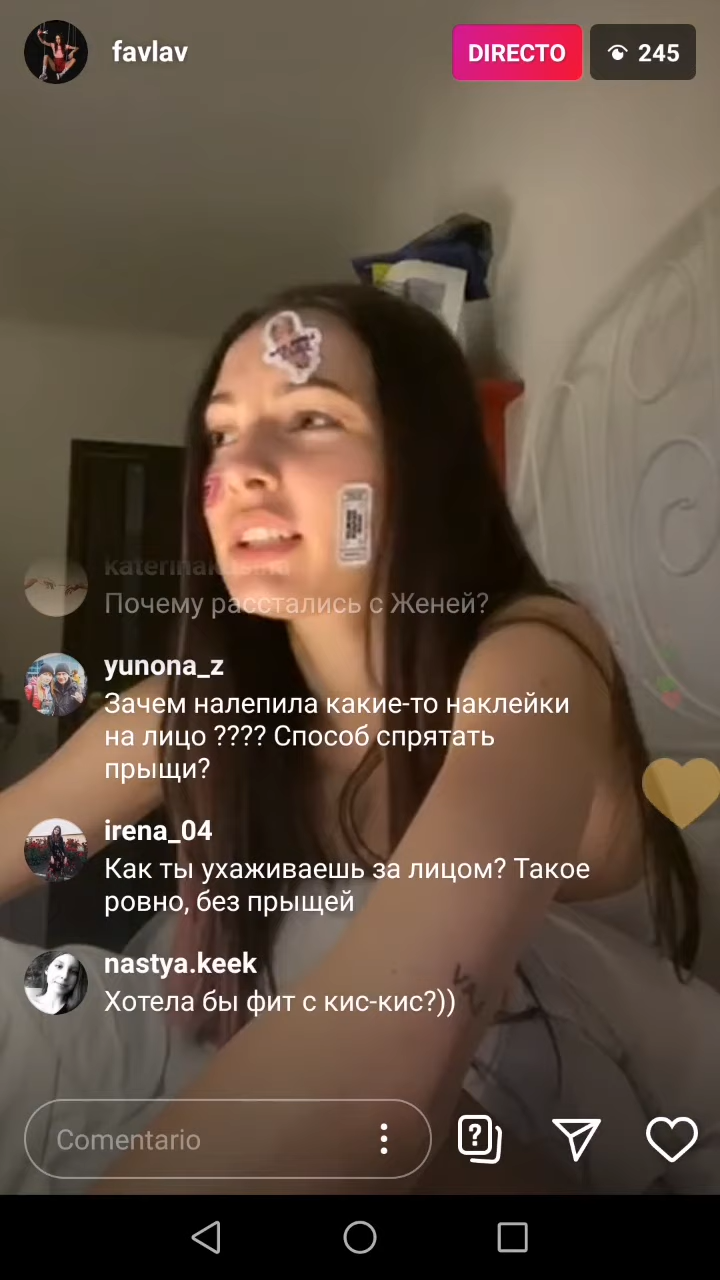 favlav
DIRECTO
245
Почему расстались с Женей?
yunona_z
Зачем налепила какие-то наклейки
на лицо ???? Способ спрятать
прыщи?
irena_04
Как ты ухаживаешь за лицом? Такое
ровно, без прыщей
nastya.keek
Хотела бы фит с кис-кис?))
Comentario